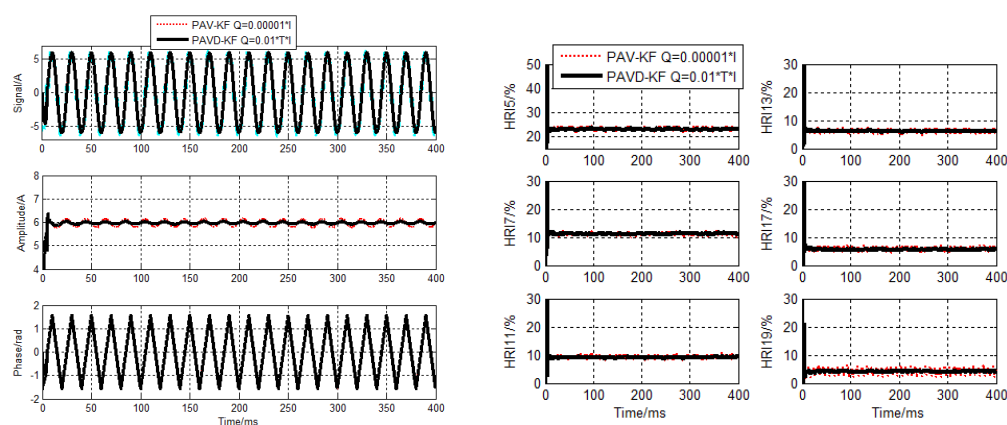 PAV-KF Q=0.00001*I
PAVD-KF Q=0.01*T*I
Signal/A
5
0
-5
0 50 100 150 200 250 300 350 400
Amplitude/A
8
7
6
5
4
0 50 100 150 200 250 300 350 400
Phase/rad
2
1
0
-1
-2
0 50 100 150 200 250 300 350 400
Time/ms
PAV-KF Q=0.00001*I
PAVD-KF Q=0.01*T*I
HRI5/%
50
40
30
20
0 100 200 300 400
HRI7/%
30
20
10
0
0 100 200 300 400
HRI11/%
30
20
10
0
0 100 200 300 400
Time/ms
HRI13/%
30
20
10
0
0 100 200 300 400
HRI17/%
30
20
10
0
0 100 200 300 400
HRI19/%
30
20
10
0
0 100 200 300 400
Time/ms